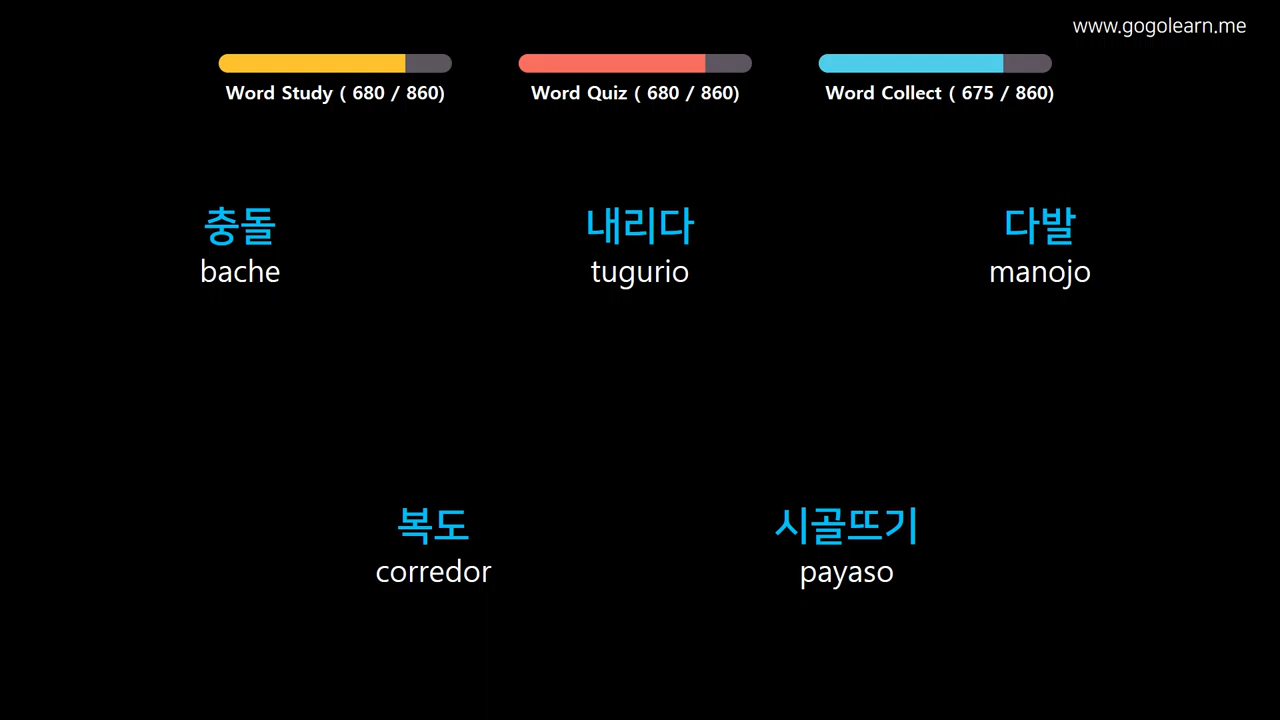 www.gogolearn.me
Word Study ( 680 / 860)
Word Quiz ( 680 / 860)
Word Collect ( 675 / 860)
충돌
bache
내리다
tugurio
다발
manojo
복도
corredor
시골뜨기
payaso